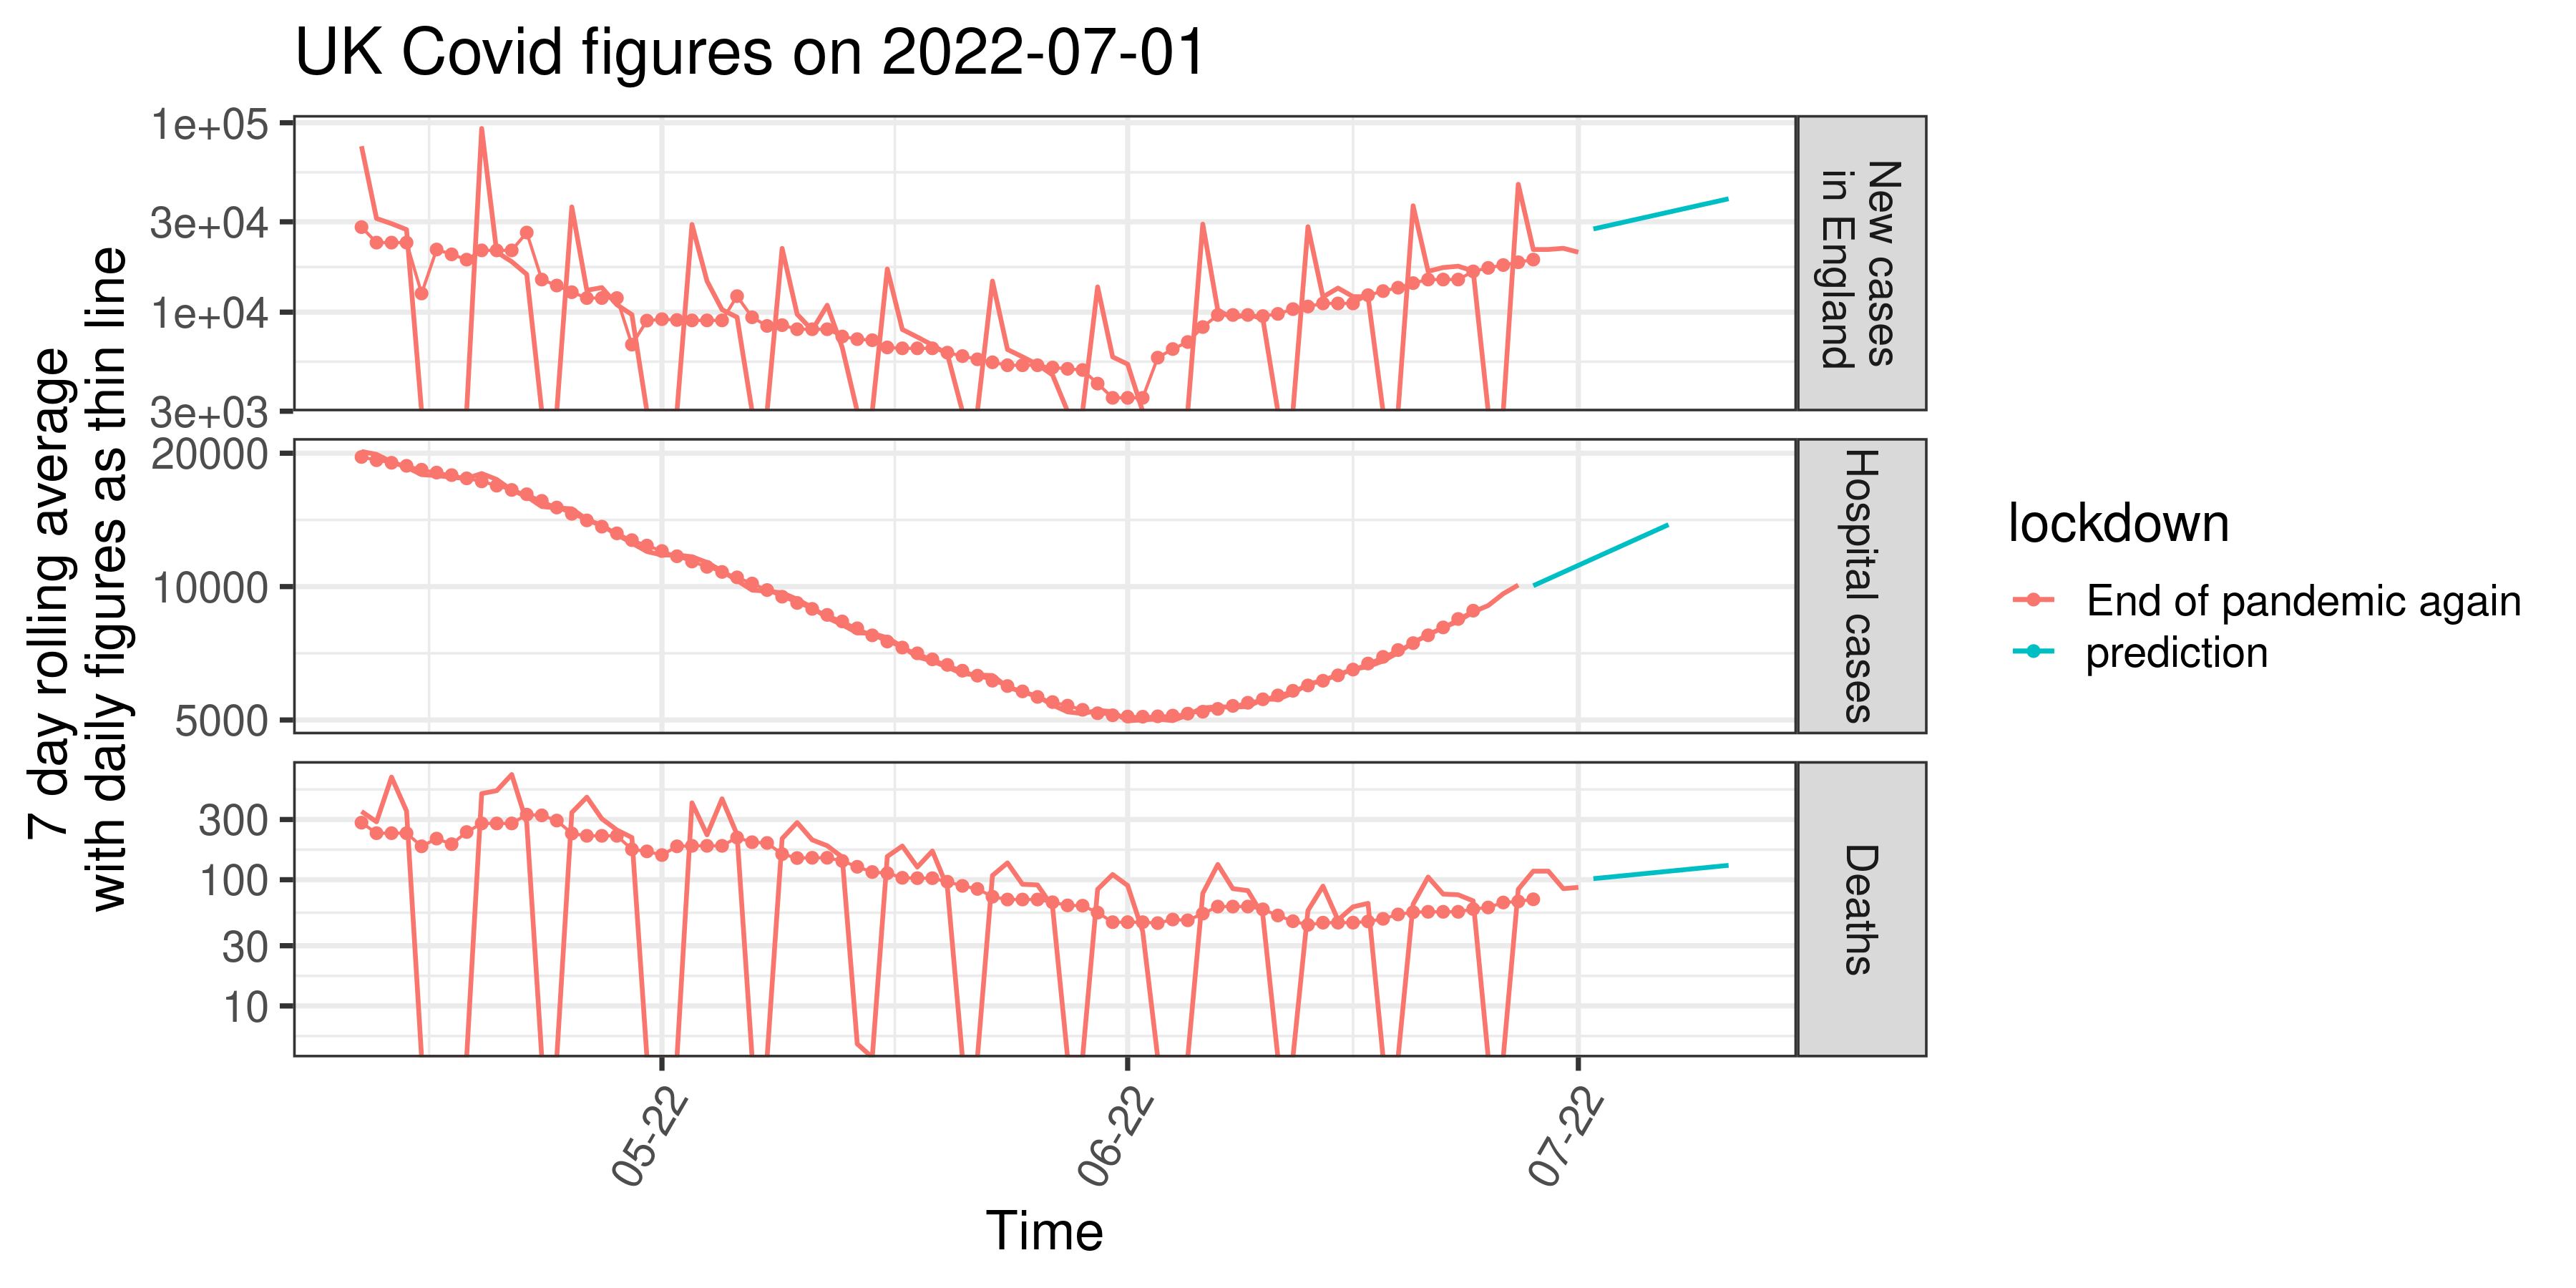 UK Covid figures on 2022-07-01
7 day rolling average
with daily figures as thin line
1e+05
3e+04
1e+04
3e+03
New cases
in England
20000
10000
5000
Hospital cases
300
100
30
10
Deaths
05-22
06-22
07-22
Time
lockdown
End of pandemic again
prediction